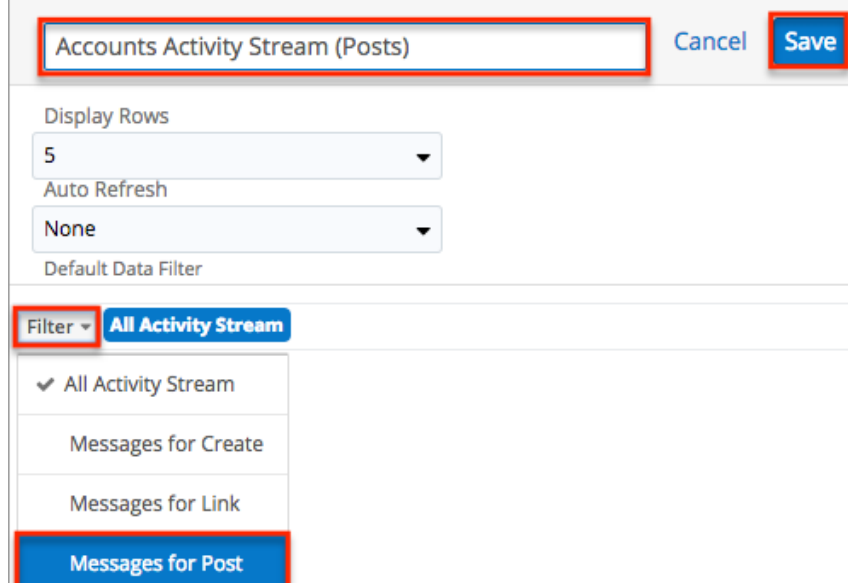 Accounts Activity Stream (Posts) Cancel Save
Display Rows
5
Auto Refresh
None
Default Data Filter
Filter All Activity Stream
All Activity Stream
Messages for Create
Messages for Link
Messages for Post